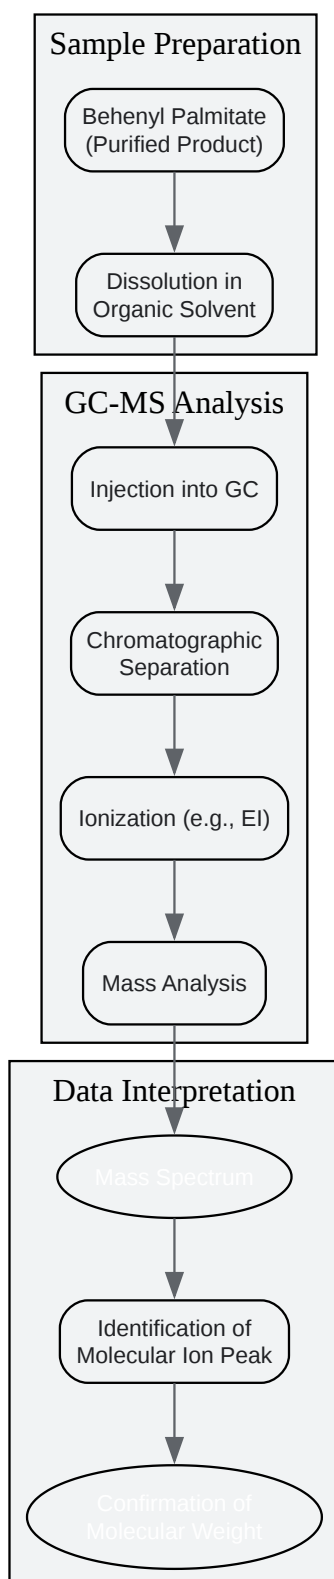 Sample Preparation
Behenyl Palmitate
(Purified Product)
Dissolution in
Organic Solvent
GC-MS Analysis
Injection into GC
Chromatographic
Separation
Ionization (e.g., EI)
Mass Analysis
Data Interpretation
Mass Spectrum
Identification of
Molecular Ion Peak
Confirmation of
Molecular Weight